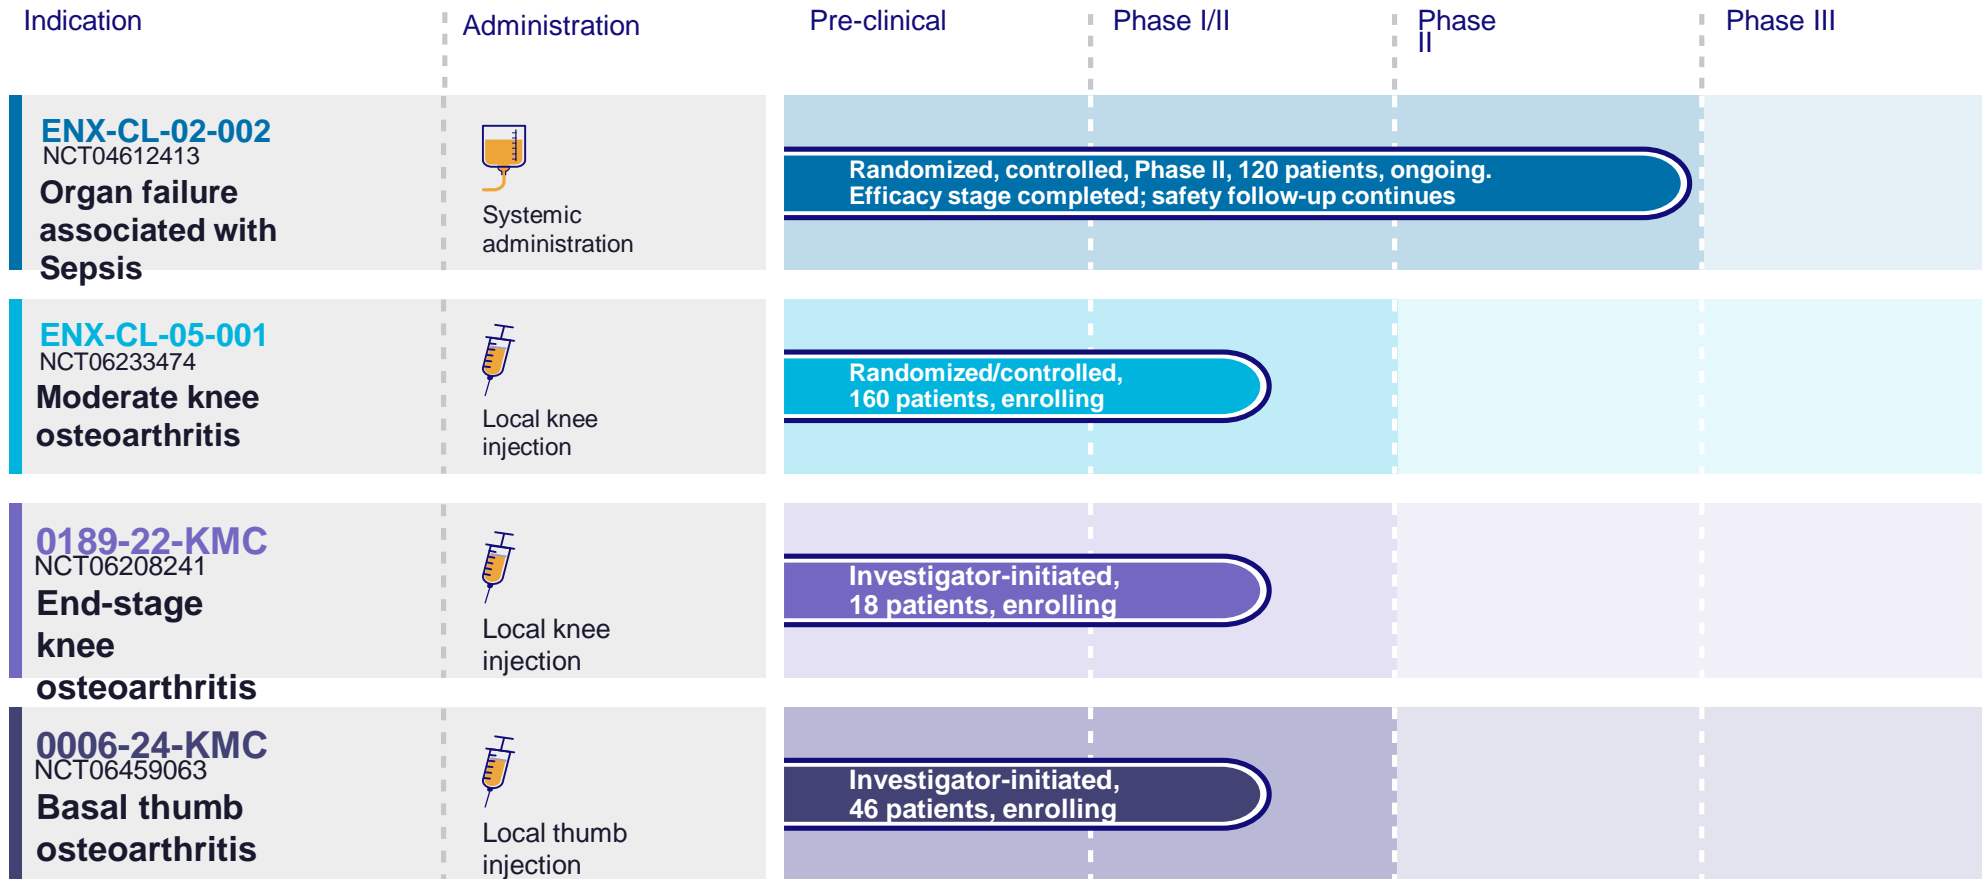 Indication
Administration
Pre-clinical
Phase I/II
Phase
II
Phase III
ENX-CL-02-002
NCT04612413
Organ failure
associated with
Sepsis
Systemic
administration
Randomized, controlled, Phase II, 120 patients, ongoing.
Efficacy stage completed; safety follow-up continues
ENX-CL-05-001
NCT06233474
Moderate knee
osteoarthritis
Local knee
injection
Randomized/controlled,
160 patients, enrolling
0189-22-KMC
NCT06208241
End-stage
knee
osteoarthritis
Local knee
injection
Investigator-initiated,
18 patients, enrolling
0006-24-KMC
NCT06459063
Basal thumb
osteoarthritis
Local thumb
injection
Investigator-initiated,
46 patients, enrolling